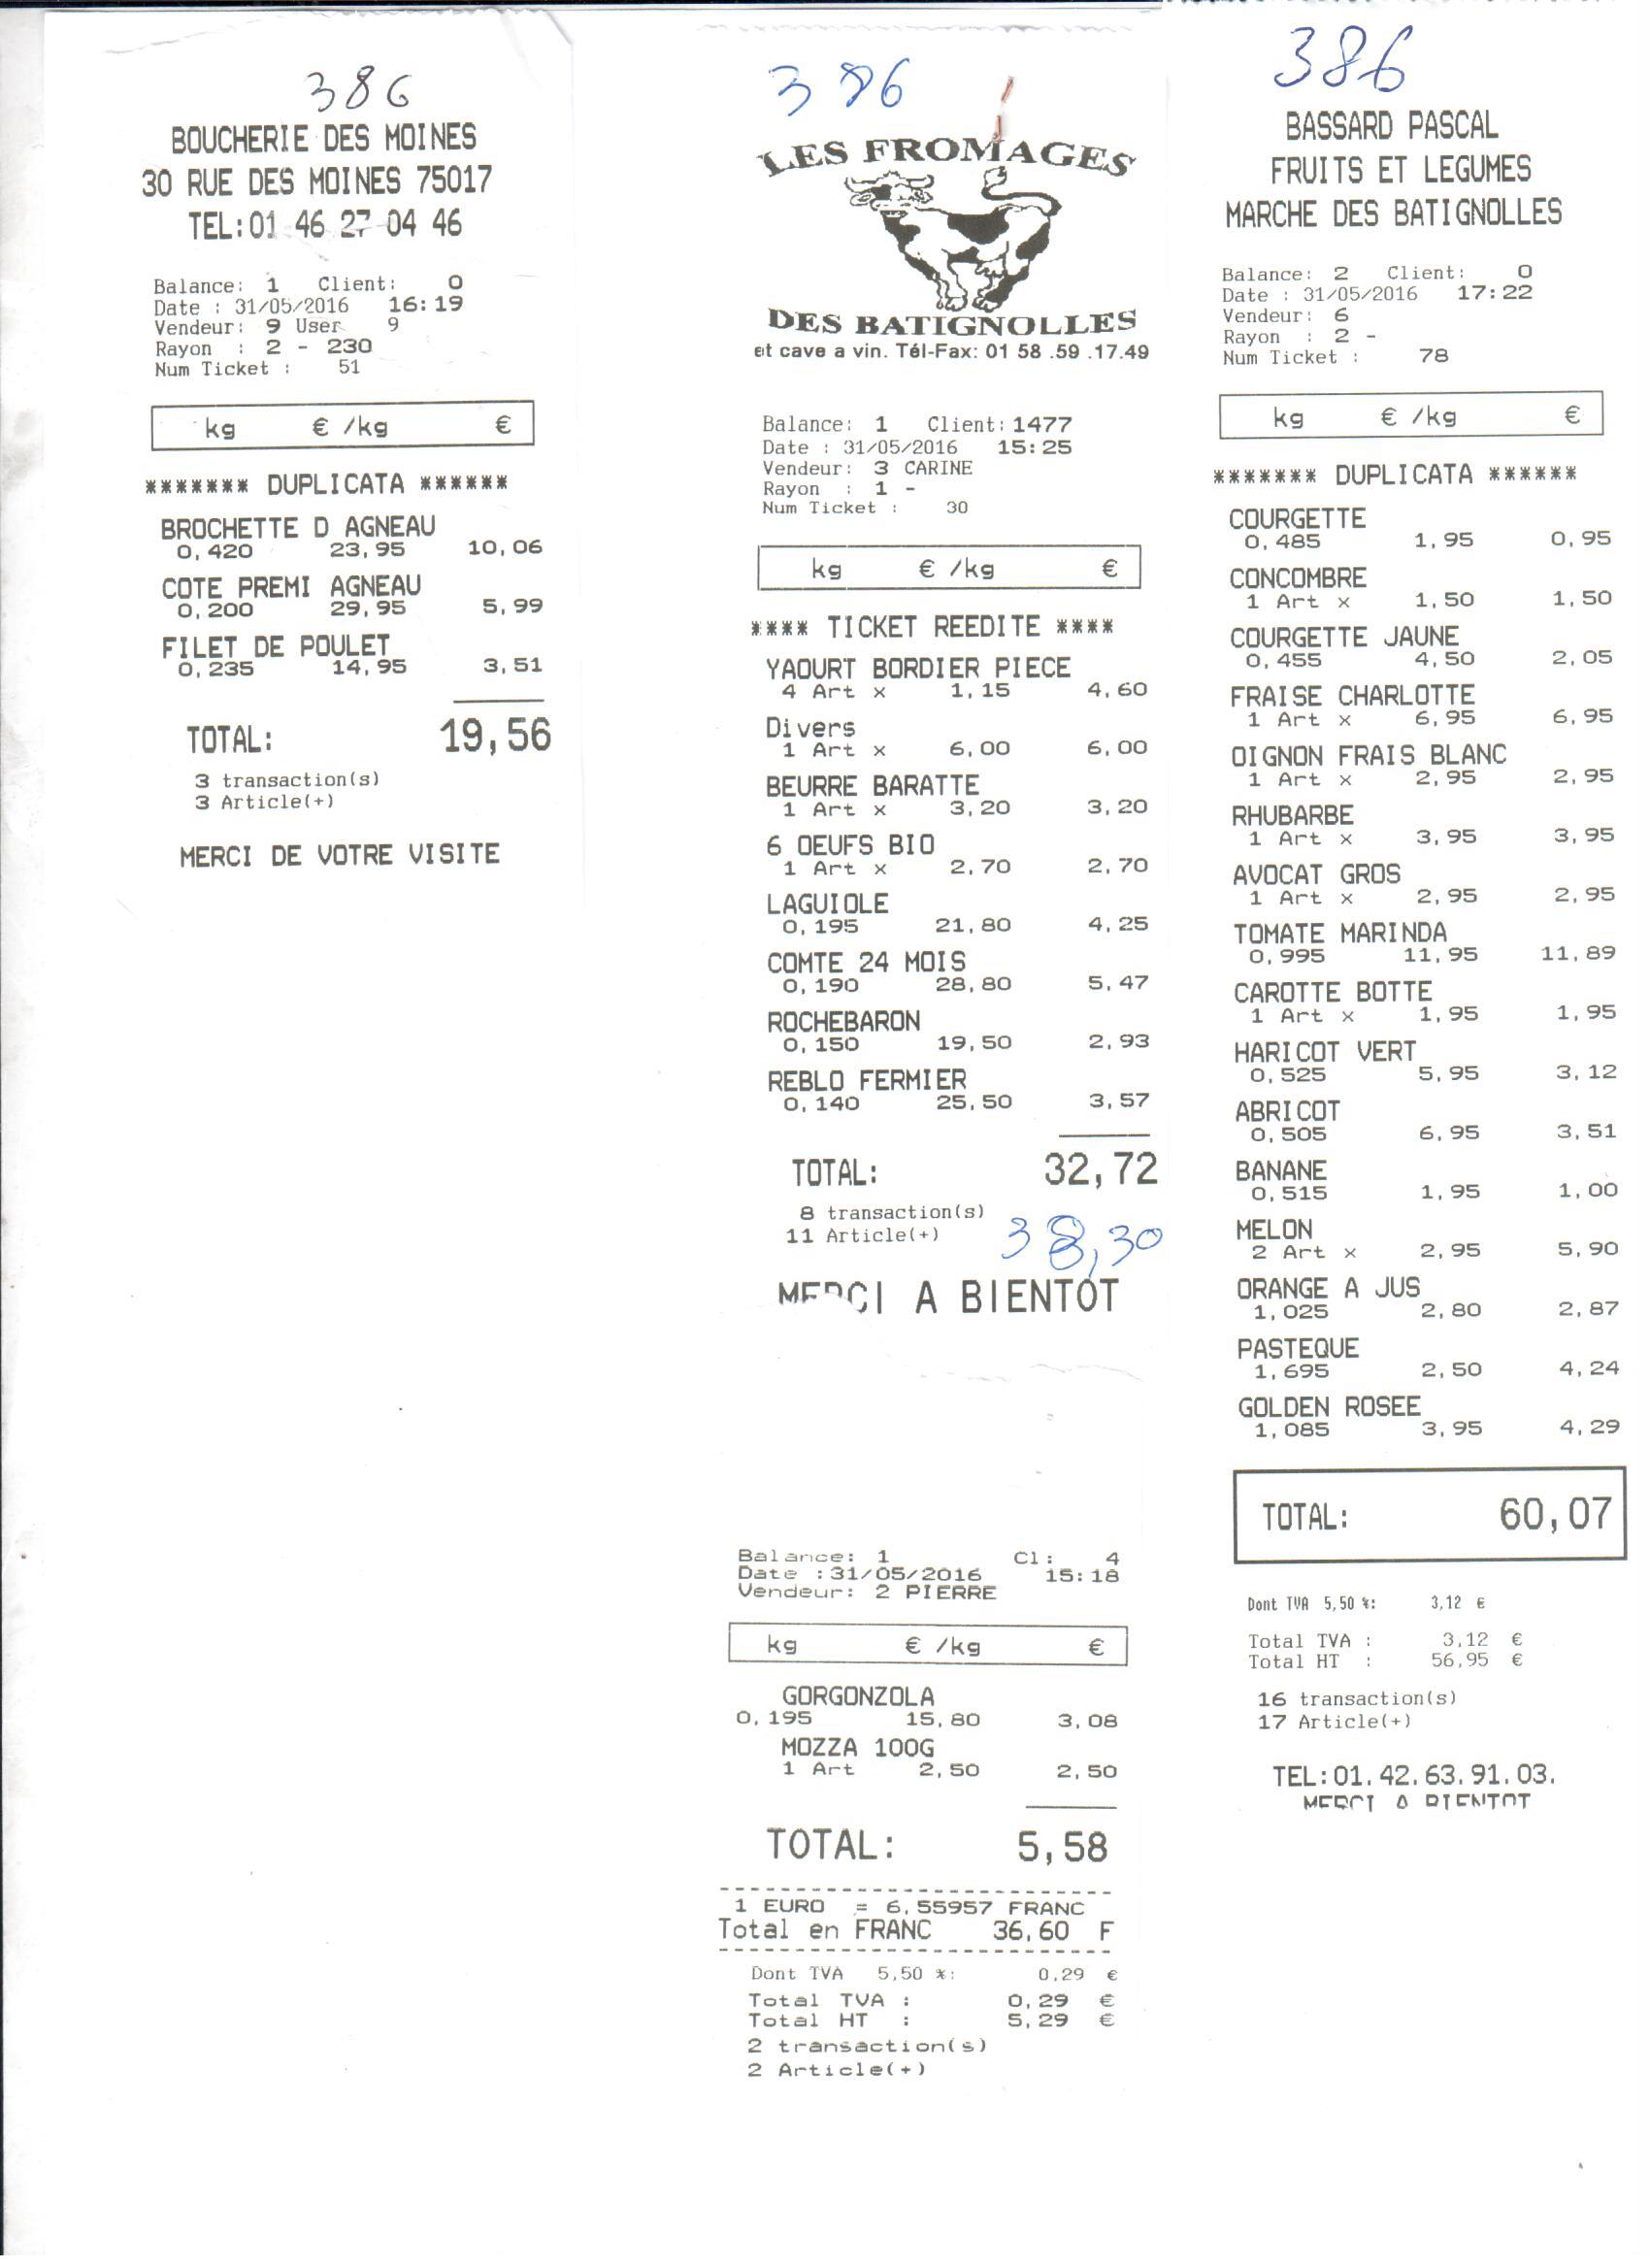 386
BOUCHERIE DES MOINES
30 RUE DES MOINES 75017
TEL:01 46 27 04 46
Balance: 1 Client: 0
Date : 31/05/2016 16:19
Vendeur: 9 User 9
Rayon : 2 - 230
Num Ticket : 51
kg € /kg €
******* DUPLICATA ******
BROCHETTE D AGNEAU
0,420 23,95 10,06
COTE PREMI AGNEAU
0,200 29,95 5,99
FILET DE POULET
0,235 14,95 3,51
TOTAL: 19,56
3 transaction(s)
3 Article(+)
MERCI DE VOTRE VISITE
386
LES FROMAGES
DES BATIGNOLLES
et cave a vin. Tél-Fax: 01 58 .59 .17.49
Balance: 1 Client: 1477
Date : 31/05/2016 15:25
Vendeur: 3 CARINE
Rayon : 1 -
Num Ticket : 30
kg € /kg €
**** TICKET REEDITE ****
YAOURT BORDIER PIECE
4 Art x 1,15 4,60
Divers
1 Art x 6,00 6,00
BEURRE BARATTE
1 Art x 3,20 3,20
6 OEUFS BIO
1 Art x 2,70 2,70
LAGUIOLE
0,195 21,80 4,25
COMTE 24 MOIS
0,190 28,80 5,47
ROCHEBARON
0,150 19,50 2,93
REBLO FERMIER
0,140 25,50 3,57
TOTAL: 32,72
8 transaction(s)
11 Article(+)
38,30
MERCI A BIENTOT
Balance: 1 Cl: 4
Date :31/05/2016 15:18
Vendeur: 2 PIERRE
kg € /kg €
GORGONZOLA
0,195 15,80 3,08
MOZZA 100G
1 Art 2,50 2,50
TOTAL: 5,58
1 EURO = 6,55957 FRANC
Total en FRANC 36,60 F
Dont TVA 5,50 %: 0,29 €
Total TVA : 0,29 €
Total HT : 5,29 €
2 transaction(s)
2 Article(+)
386
BASSARD PASCAL
FRUITS ET LEGUMES
MARCHE DES BATIGNOLLES
Balance: 2 Client: 0
Date : 31/05/2016 17:22
Vendeur: 6
Rayon : 2 -
Num Ticket : 78
kg € /kg €
******* DUPLICATA ******
COURGETTE
0,485 1,95 0,95
CONCOMBRE
1 Art x 1,50 1,50
COURGETTE JAUNE
0,455 4,50 2,05
FRAISE CHARLOTTE
1 Art x 6,95 6,95
OIGNON FRAIS BLANC
1 Art x 2,95 2,95
RHUBARBE
1 Art x 3,95 3,95
AVOCAT GROS
1 Art x 2,95 2,95
TOMATE MARINDA
0,995 11,95 11,89
CAROTTE BOTTE
1 Art x 1,95 1,95
HARICOT VERT
0,525 5,95 3,12
ABRICOT
0,505 6,95 3,51
BANANE
0,515 1,95 1,00
MELON
2 Art x 2,95 5,90
ORANGE A JUS
1,025 2,80 2,87
PASTEQUE
1,695 2,50 4,24
GOLDEN ROSEE
1,085 3,95 4,29
TOTAL: 60,07
Dont TVA 5,50 %: 3,12 €
Total TVA : 3,12 €
Total HT : 56,95 €
16 transaction(s)
17 Article(+)
TEL:01.42.63.91.03.
MERCI A BIENTOT